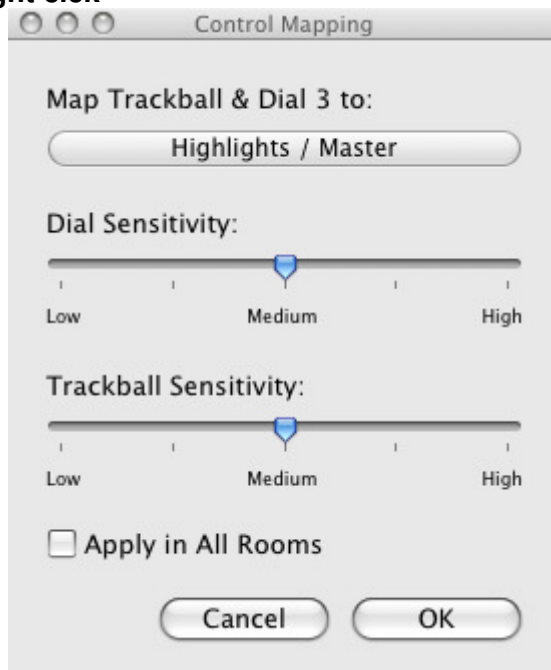 Control Mapping
Map Trackball & Dial 3 to:
Highlights / Master
Dial Sensitivity:
Low Medium High
Trackball Sensitivity:
Low Medium High
Apply in All Rooms
Cancel OK